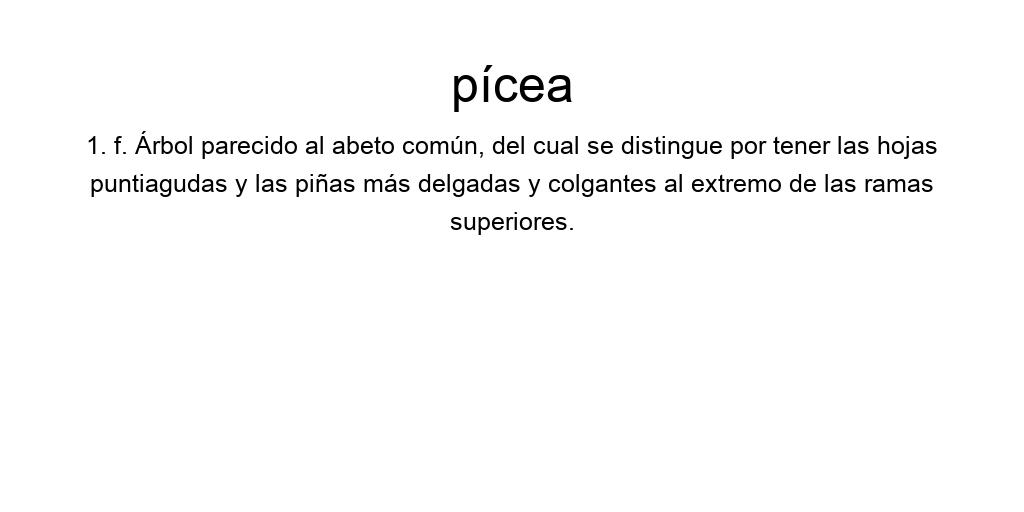 pícea
1. f. Árbol parecido al abeto común, del cual se distingue por tener las hojas
puntiagudas y las piñas más delgadas y colgantes al extremo de las ramas
superiores.